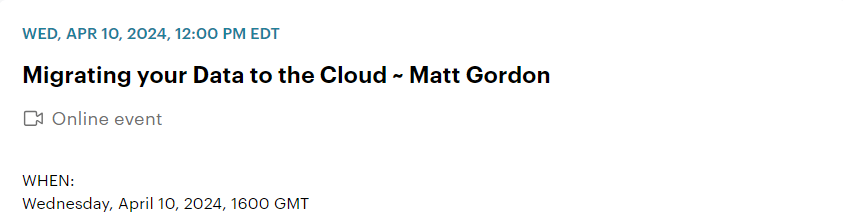 WED, APR 10, 2024, 12:00 PM EDT
Migrating your Data to the Cloud ~ Matt Gordon
Online event
WHEN:
Wednesday, April 10, 2024, 1600 GMT